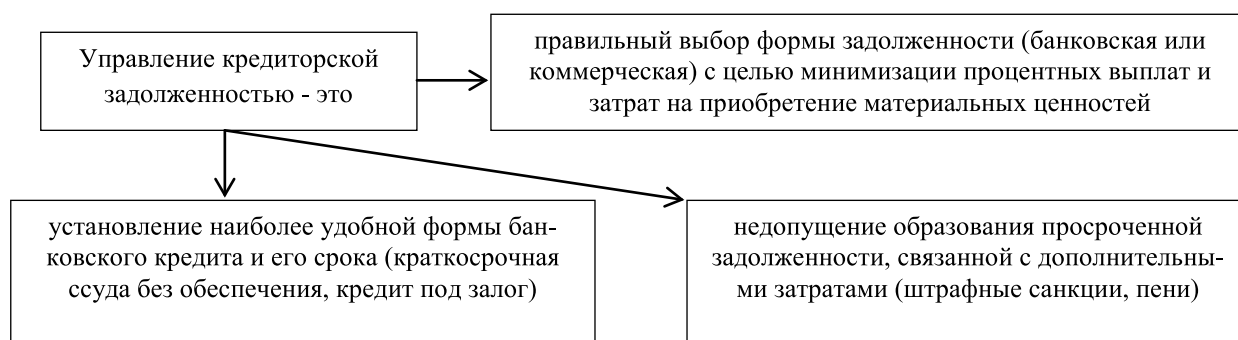 Управление кредиторской
задолженностью - это
правильный выбор формы задолженности (банковская или
коммерческая) с целью минимизации процентных выплат и
затрат на приобретение материальных ценностей
установление наиболее удобной формы бан-
ковского кредита и его срока (краткосрочная
ссуда без обеспечения, кредит под залог)
недопущение образования просроченной
задолженности, связанной с дополнительны-
ми затратами (штрафные санкции, пени)